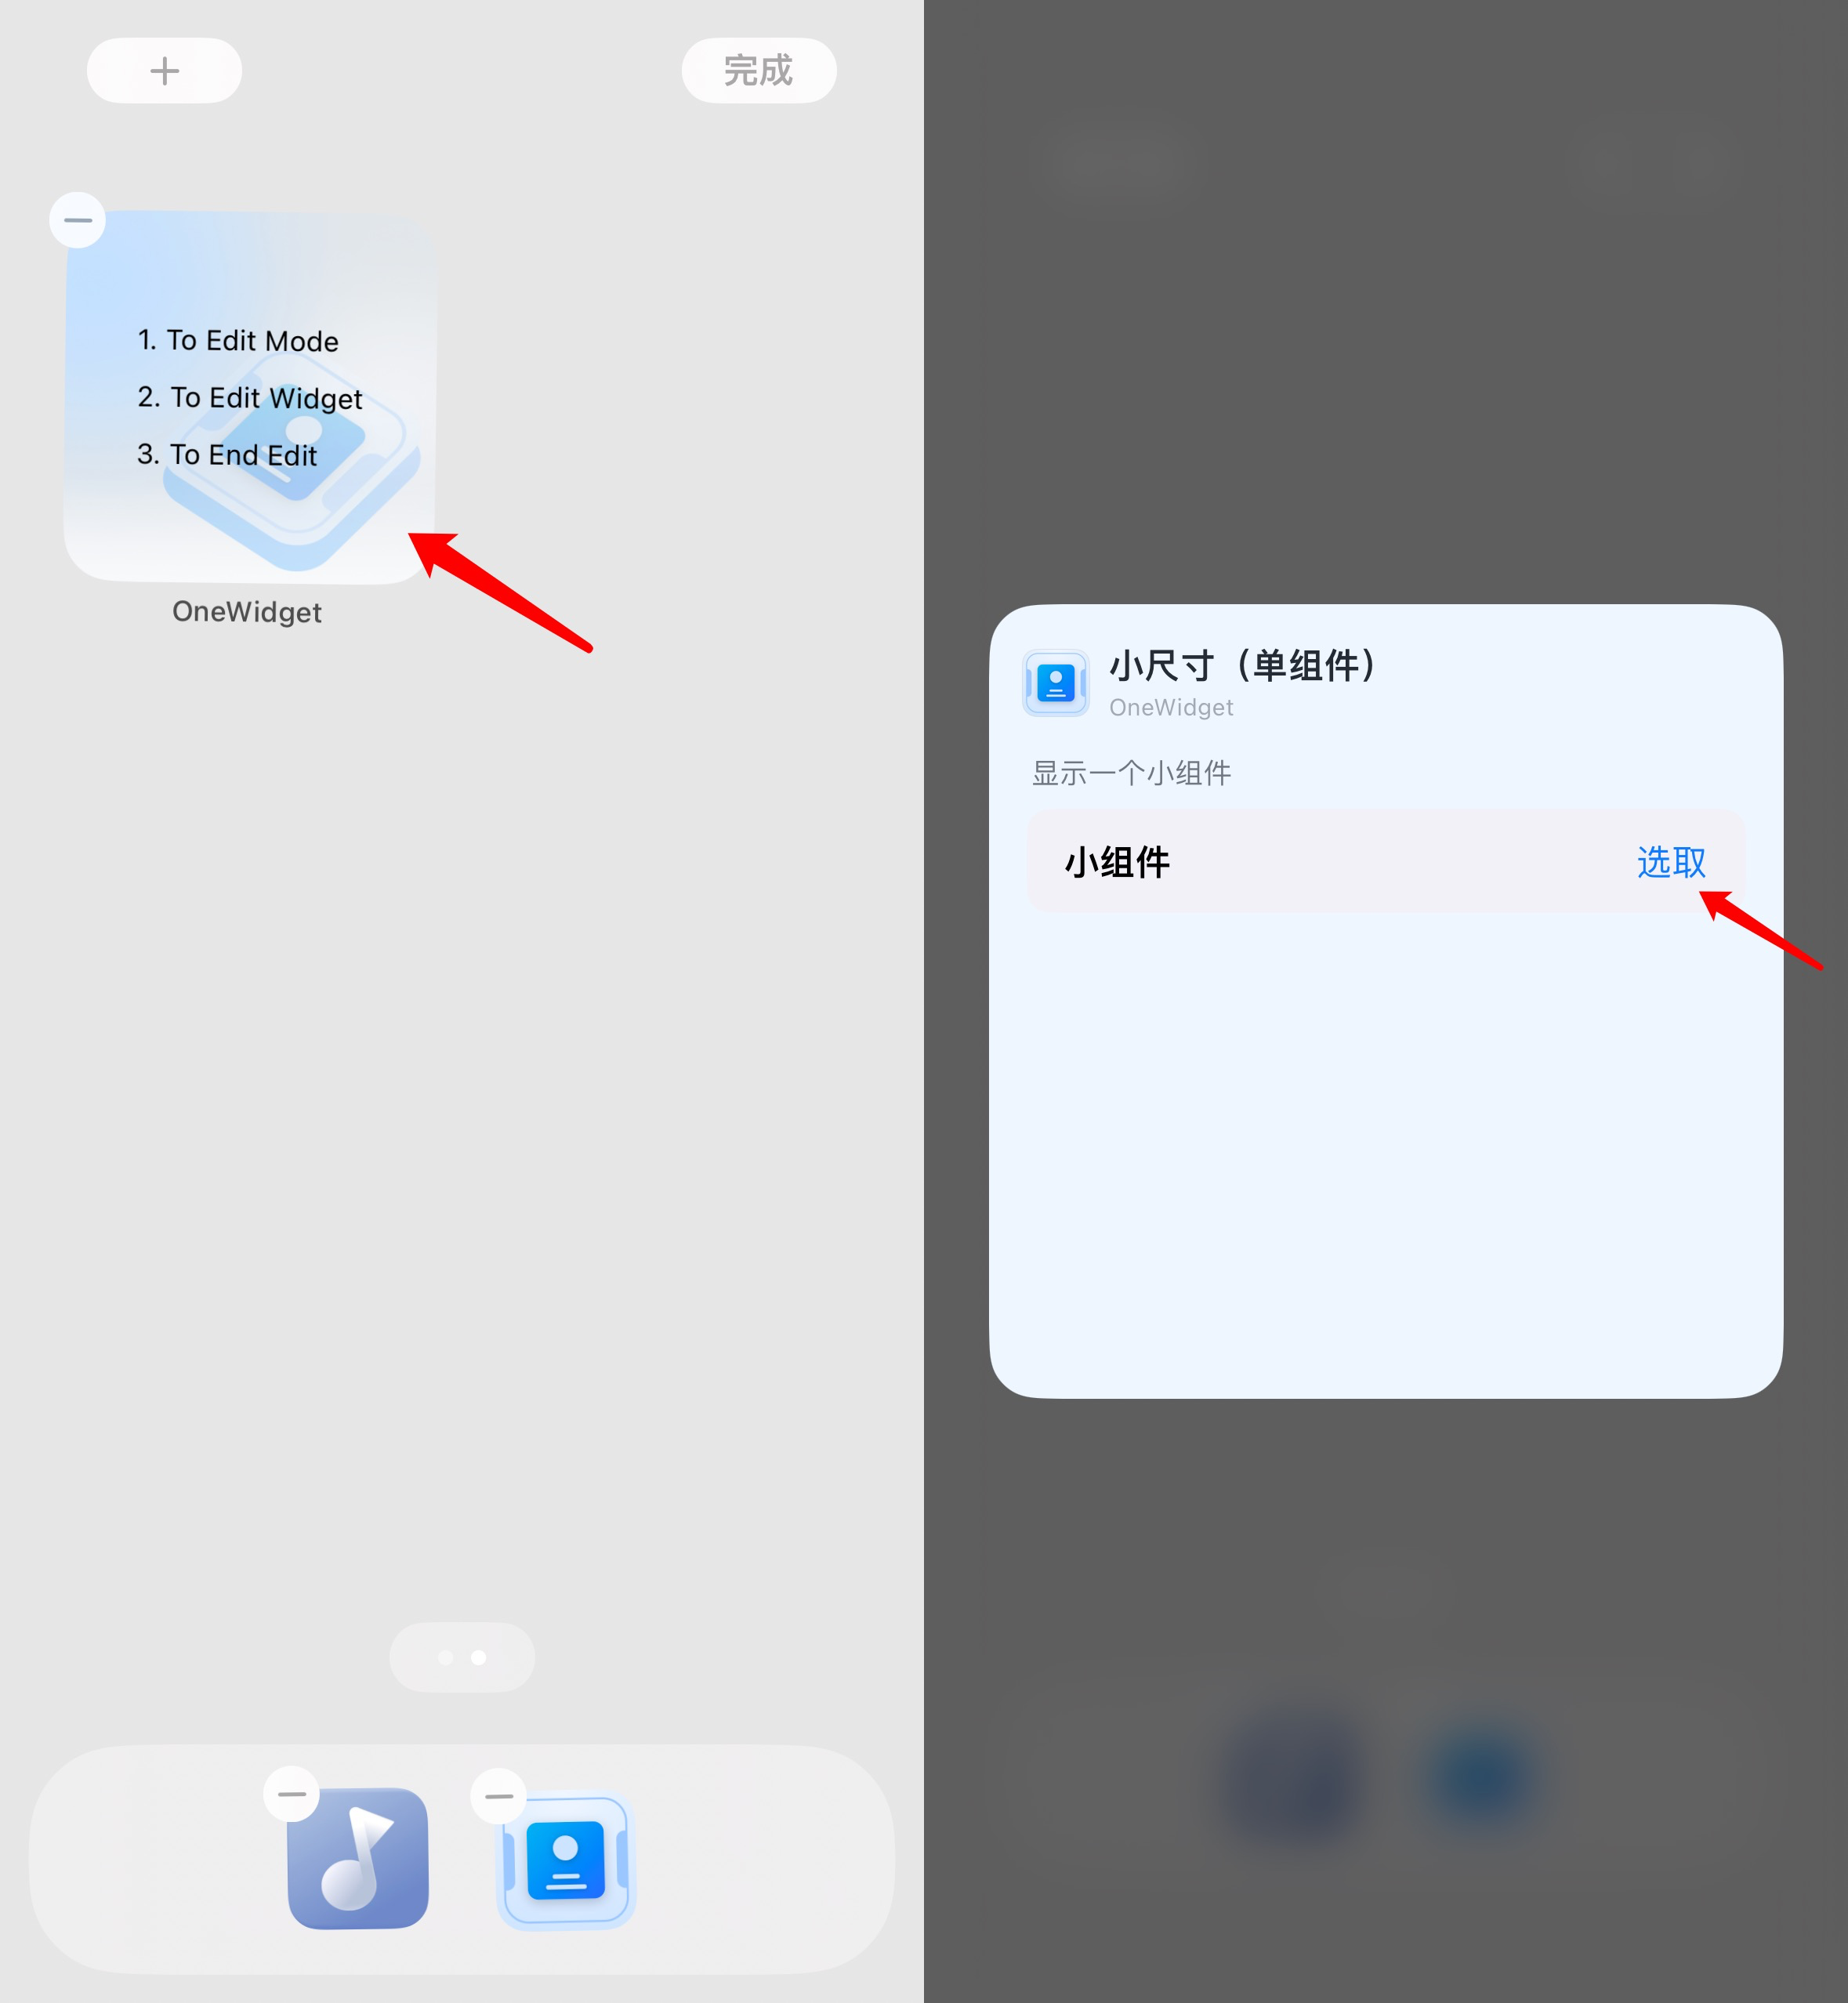 完成
1. To Edit Mode
2. To Edit Widget
3. To End Edit
OneWidget
小尺寸（单组件）
OneWidget
显示一个小组件
小组件
选取